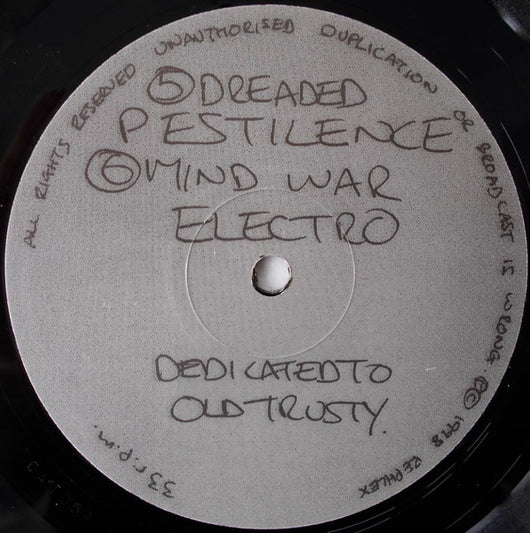 ALL RIGHTS RESERVED UNAUTHORISED DUPLICATION OR BROADCAST IS WRONG. ℗© 1998 REPHLEX
⑤ DREADED
PESTILENCE
⑥ MIND WAR
ELECTRO
DEDICATED TO
OLD TRUSTY.
33 r.p.m.